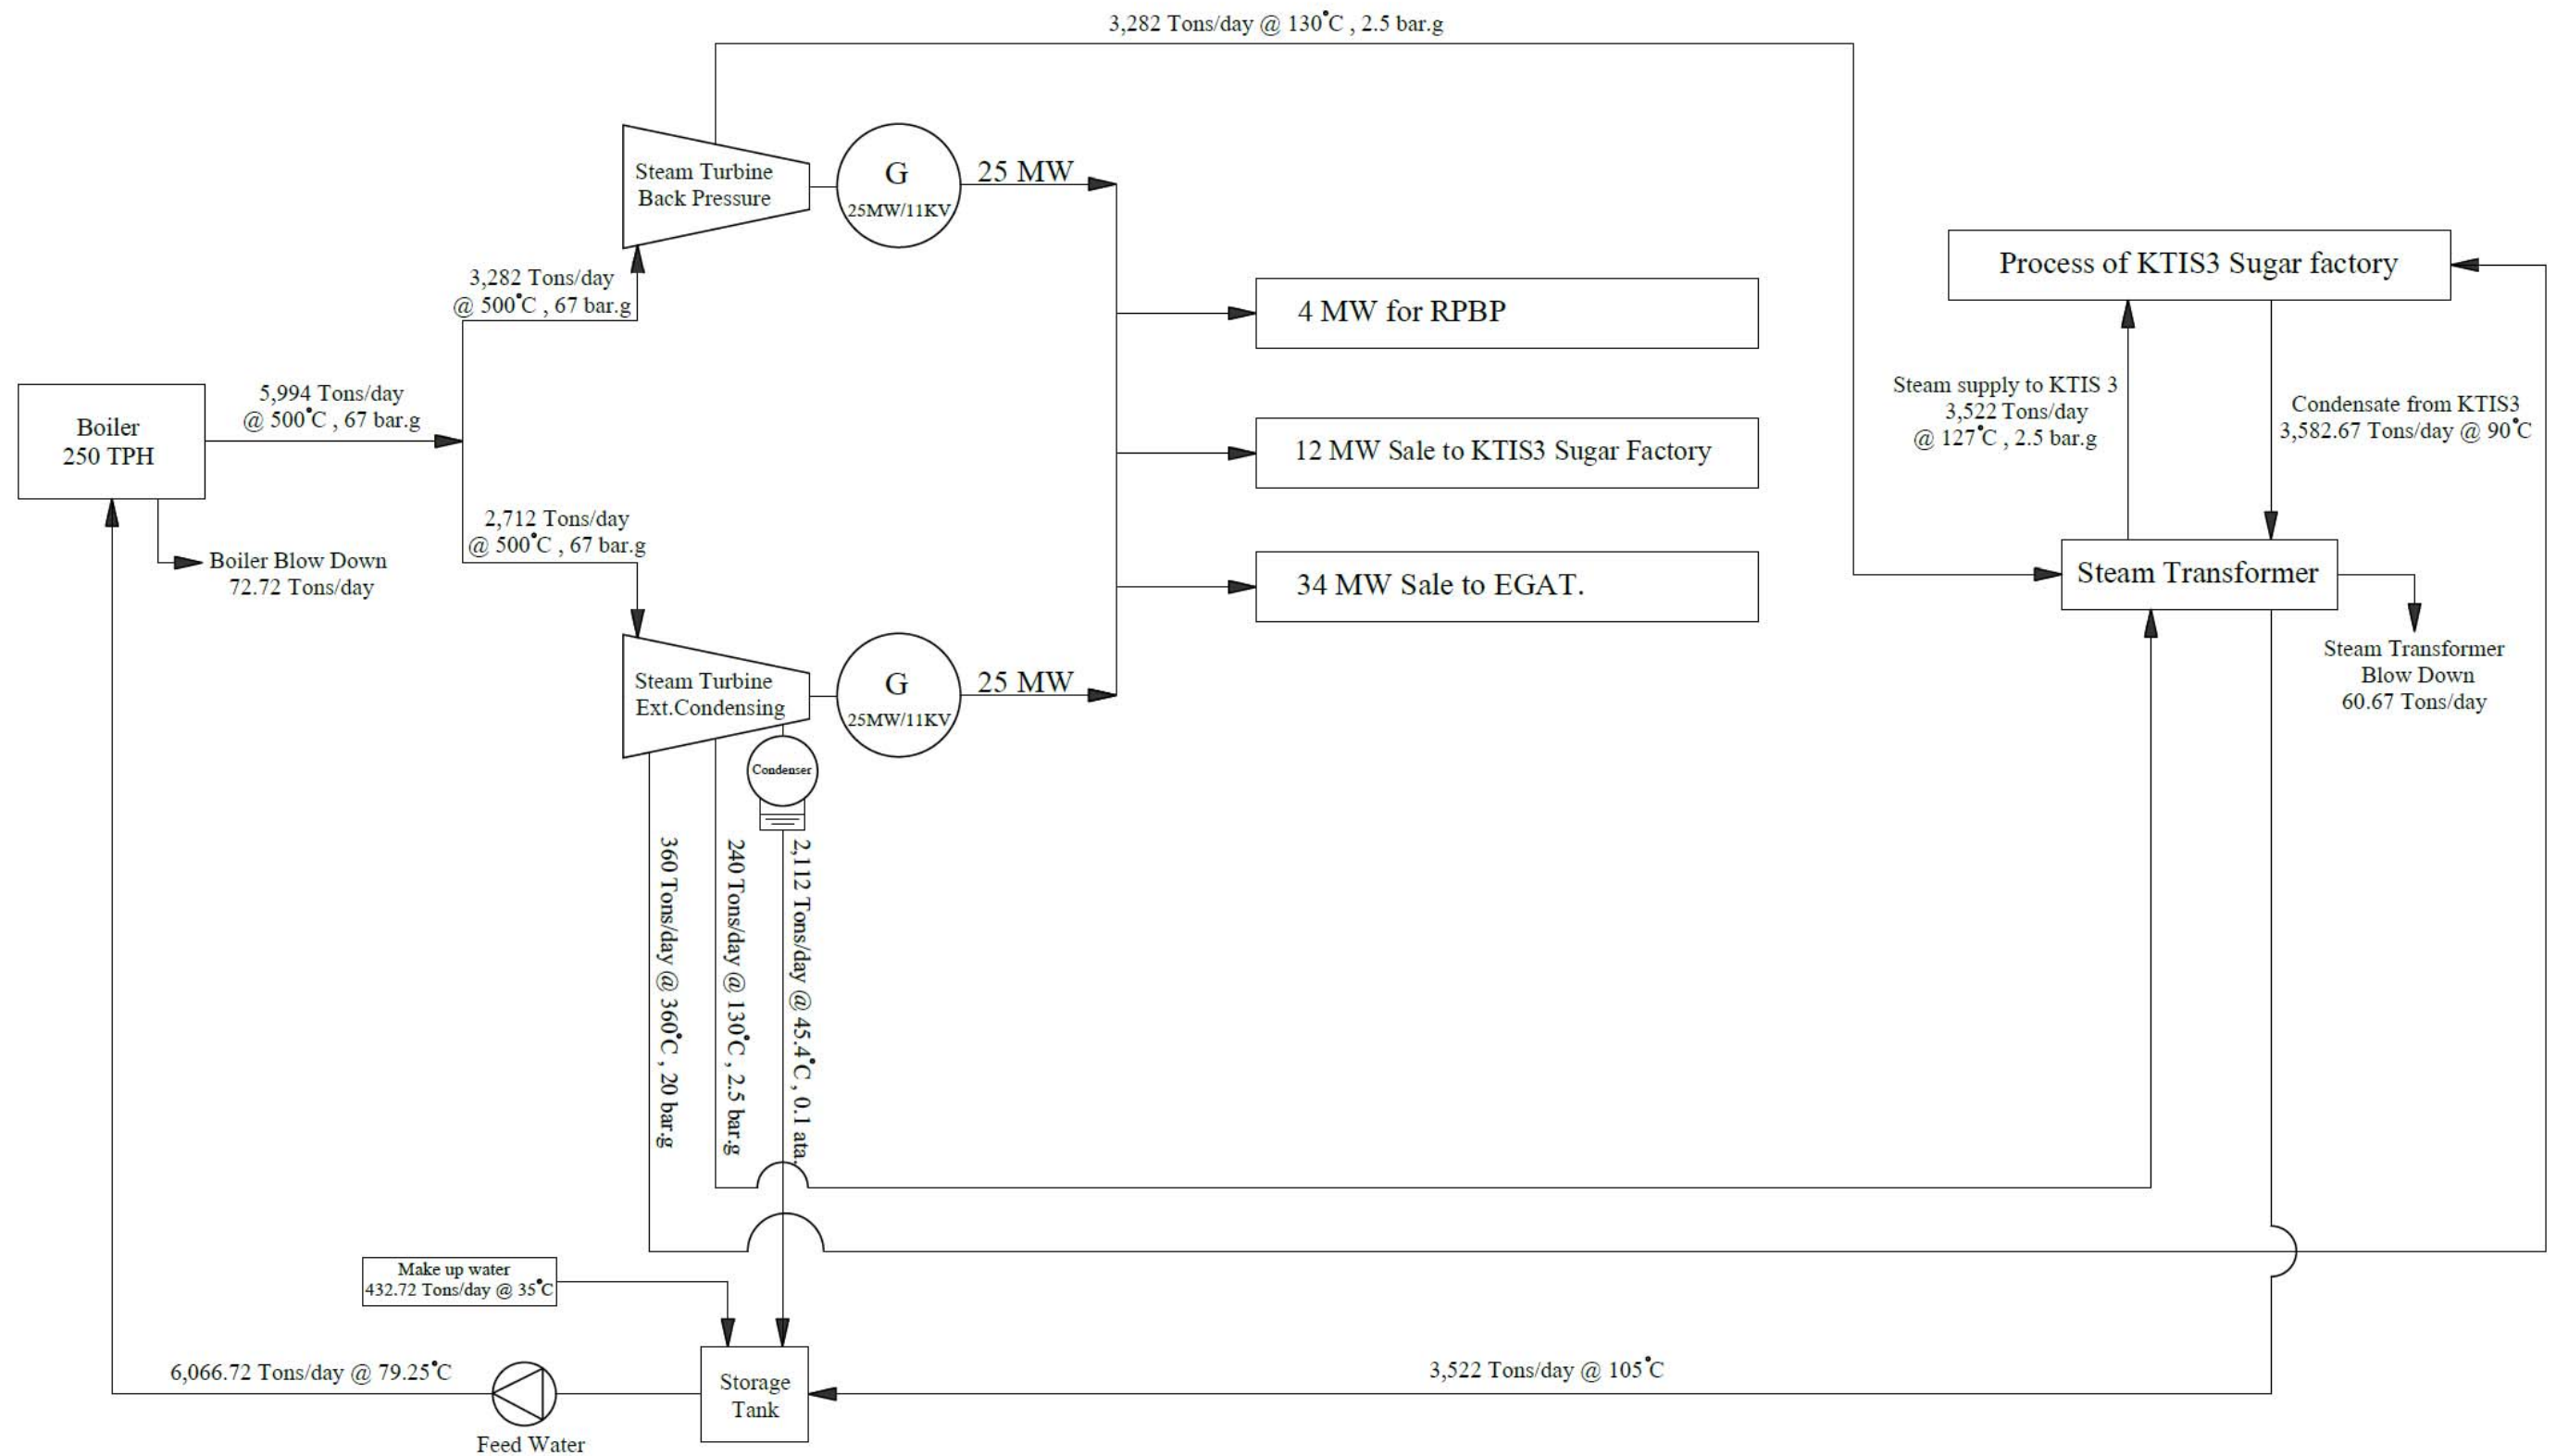 3,282 Tons/day @ 130°C , 2.5 bar.g
Steam Turbine
Back Pressure
G
25MW/11KV
25 MW
3,282 Tons/day
@ 500°C , 67 bar.g
Process of KTIS3 Sugar factory
4 MW for RPBP
Boiler
250 TPH
5,994 Tons/day
@ 500°C , 67 bar.g
12 MW Sale to KTIS3 Sugar Factory
Steam supply to KTIS 3
3,522 Tons/day
@ 127°C , 2.5 bar.g
Condensate from KTIS3
3,582.67 Tons/day @ 90°C
2,712 Tons/day
@ 500°C , 67 bar.g
Boiler Blow Down
72.72 Tons/day
34 MW Sale to EGAT.
Steam Transformer
Steam Transformer
Blow Down
60.67 Tons/day
Steam Turbine
Ext.Condensing
G
25MW/11KV
25 MW
Condenser
360 Tons/day @ 360°C , 20 bar.g
240 Tons/day @ 130°C , 2.5 bar.g
2,112 Tons/day @ 45.4°C , 0.1 ata.
Make up water
432.72 Tons/day @ 35°C
6,066.72 Tons/day @ 79.25°C
Feed Water
Storage
Tank
3,522 Tons/day @ 105°C